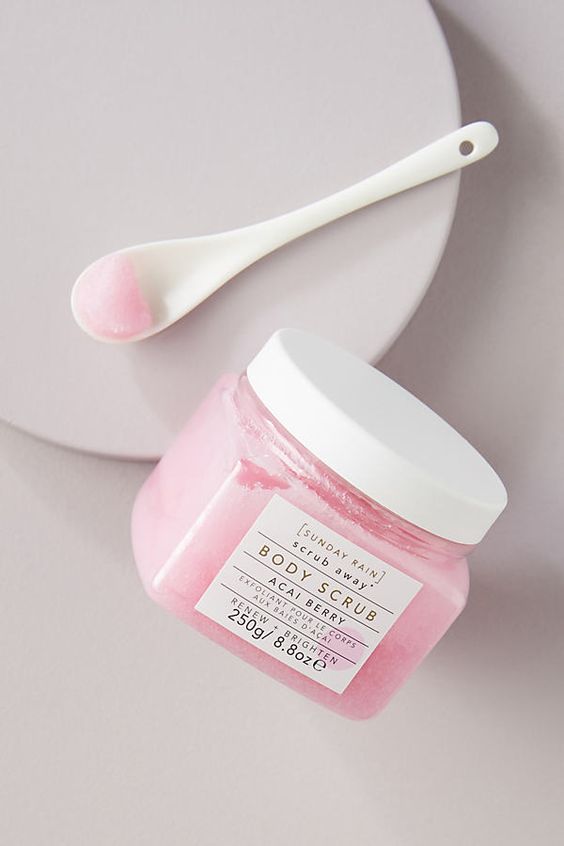 [SUNDAY RAIN]
scrub away*
BODY SCRUB
ACAI BERRY
EXFOLIANT POUR LE CORPS
AUX BAIES D'AÇAI
RENEW + BRIGHTEN
250g/ 8.8oz℮